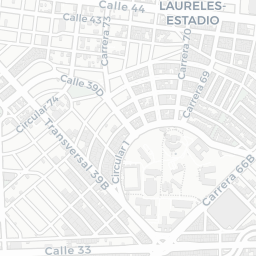 Calle 44
LAURELES-
ESTADIO
Calle 43
Carrera 73
Carrera 70
Calle 39D
Carrera 69
Circular 74
Transversal 39B
Circular 1
Carrera 66B
Calle 33